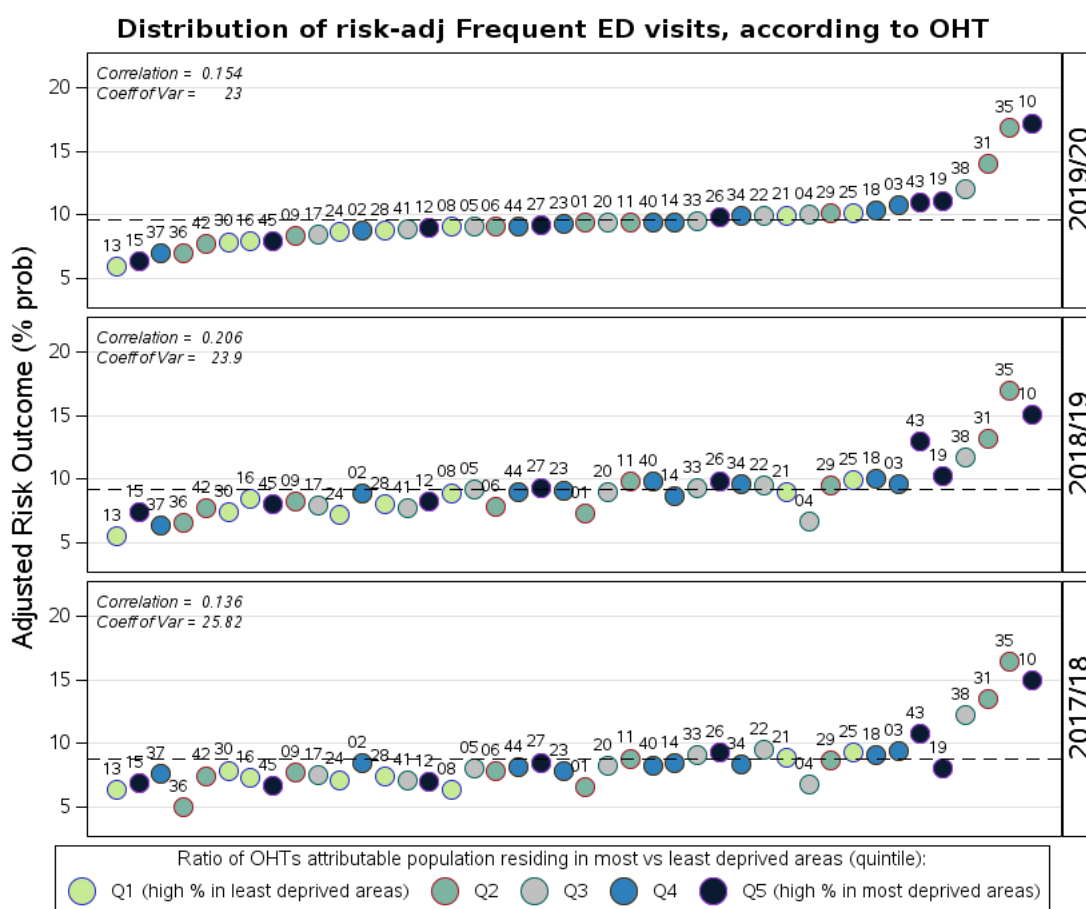 Distribution of risk-adj Frequent ED visits, according to OHT
Adjusted Risk Outcome (% prob)
Correlation = 0.154
Coeff of Var = 23
20
15
10
5
13 15 37 36 42 30 16 45 09 17 24 02 28 41 12 08 05 06 44 27 23 01 20 11 40 14 33 26 34 22 21 04 29 25 18 03 43 19 38 31 35 10
2019/20
Correlation = 0.206
Coeff of Var = 23.9
20
15
10
5
13 15 37 36 42 30 16 45 09 17 24 02 28 41 12 08 05 06 44 27 23 01 20 11 40 14 33 26 34 22 21 04 29 25 18 03 43 19 38 31 35 10
2018/19
Correlation = 0.136
Coeff of Var = 25.82
20
15
10
5
13 15 37 36 42 30 16 45 09 17 24 02 28 41 12 08 05 06 44 27 23 01 20 11 40 14 33 26 34 22 21 04 29 25 18 03 43 19 38 31 35 10
2017/18
Ratio of OHTs attributable population residing in most vs least deprived areas (quintile):
Q1 (high % in least deprived areas) Q2 Q3 Q4 Q5 (high % in most deprived areas)